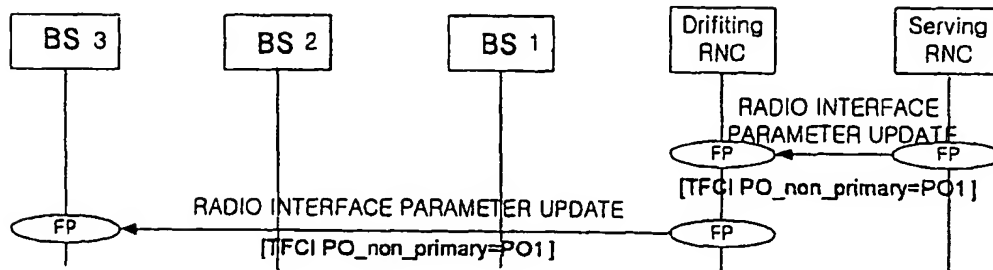 BS 3
BS 2
BS 1
Drifiting
RNC
Serving
RNC
RADIO INTERFACE
PARAMETER UPDATE
FP
FP
[TFCI PO_non_primary=PO1]
RADIO INTERFACE PARAMETER UPDATE
FP
FP
[TFCI PO_non_primary=PO1]